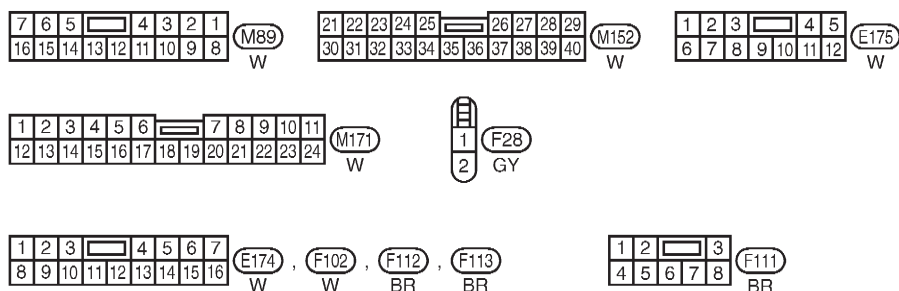 7 6 5 4 3 2 1 21 22 23 24 25 26 27 28 29 1 2 3 4 5
16 15 14 13 12 11 10 9 8 M89 30 31 32 33 34 35 36 37 38 39 40 M152 6 7 8 9 10 11 12 E175
W W W
1 2 3 4 5 6 7 8 9 10 11 1 F28
12 13 14 15 16 17 18 19 20 21 22 23 24 M171 2 GY
W
1 2 3 4 5 6 7 1 2 3
8 9 10 11 12 13 14 15 16 E174 , F102 , F112 , F113 4 5 6 7 8 F111
W W BR BR BR